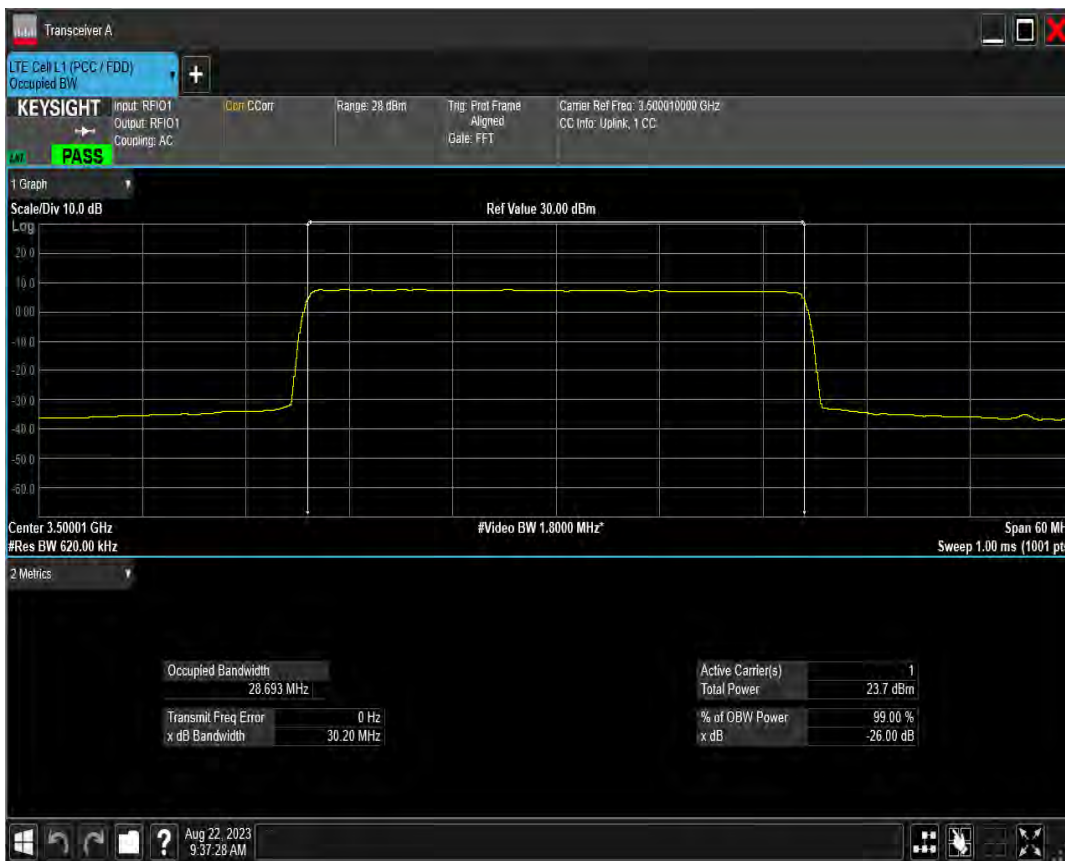 Transceiver A
LTE Cell L1 (PCC / FDD)
Occupied BW
+
KEYSIGHT
PASS
Input: RFIO1
Output: RFIO1
Coupling: AC
Corr CCorr
Range: 28 dBm
Trig: Prot Frame
Aligned
Gate: FFT
Carrier Ref Freq: 3.500010000 GHz
CC Info: Uplink, 1 CC
1 Graph
Scale/Div 10.0 dB
Ref Value 30.00 dBm
Log
20.0
10.0
0.00
-10.0
-20.0
-30.0
-40.0
-50.0
-60.0
Center 3.50001 GHz
#Video BW 1.8000 MHz*
Span 60 MH
#Res BW 620.00 kHz
Sweep 1.00 ms (1001 pt
2 Metrics
Occupied Bandwidth
28.693 MHz
Transmit Freq Error 0 Hz
x dB Bandwidth 30.20 MHz
Active Carrier(s) 1
Total Power 23.7 dBm
% of OBW Power 99.00 %
x dB -26.00 dB
?
Aug 22, 2023
9:37:28 AM